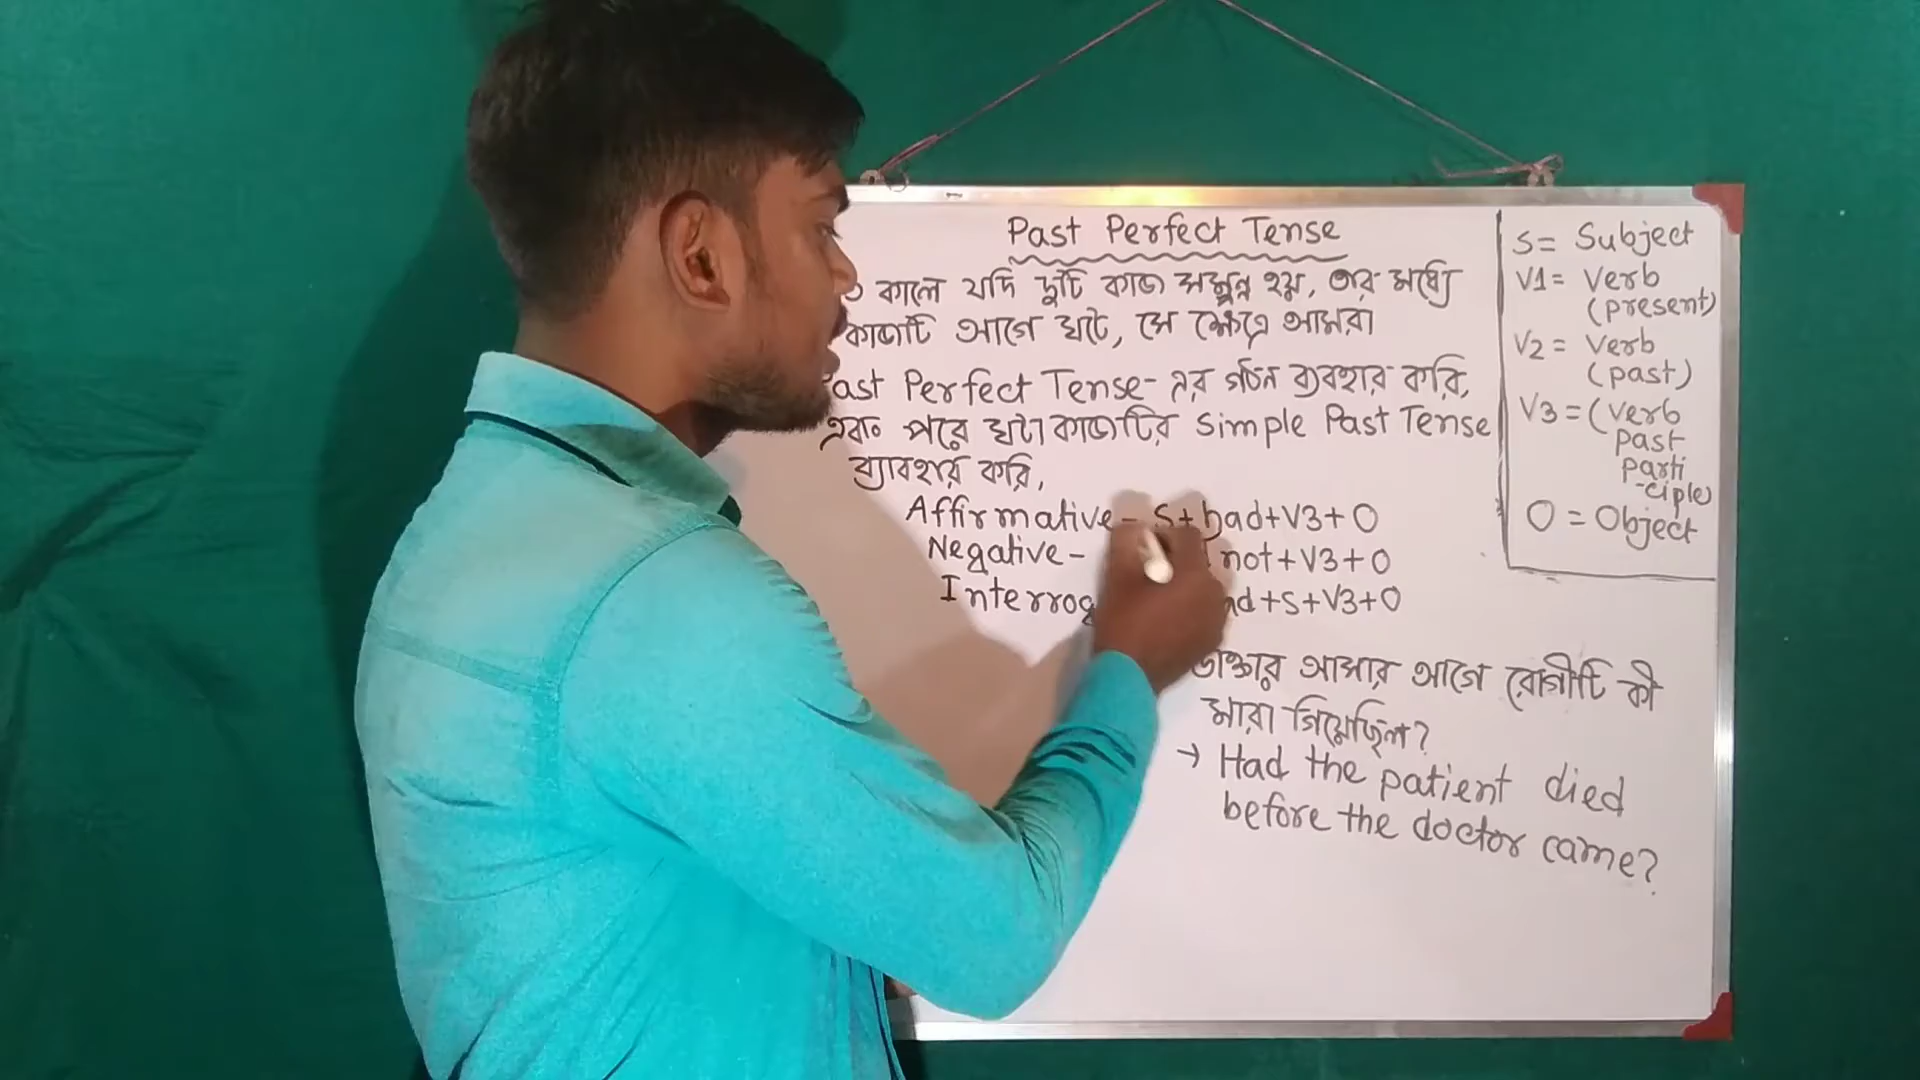 Past Perfect Tense
কালে যদি দুটি কাজ সম্পন্ন হয়, তার মধ্যে
কাজটি আগে ঘটে, সে ক্ষেত্রে আমরা
ast Perfect Tense-এর গঠন ব্যবহার করি,
এবং পরে ঘটা কাজটির Simple Past Tense
ব্যাবহার করি,
Affirmative- S+had+V3+O
Negative- not+V3+O
Interrog ad+S+V3+O
ডাক্তার আসার আগে রোগীটি কী
মারা গিয়েছিল?
→ Had the patient died
before the doctor came?
S= Subject
V1= Verb
(present)
V2= Verb
(past)
V3=(Verb
past
parti
-ciple)
O = Object